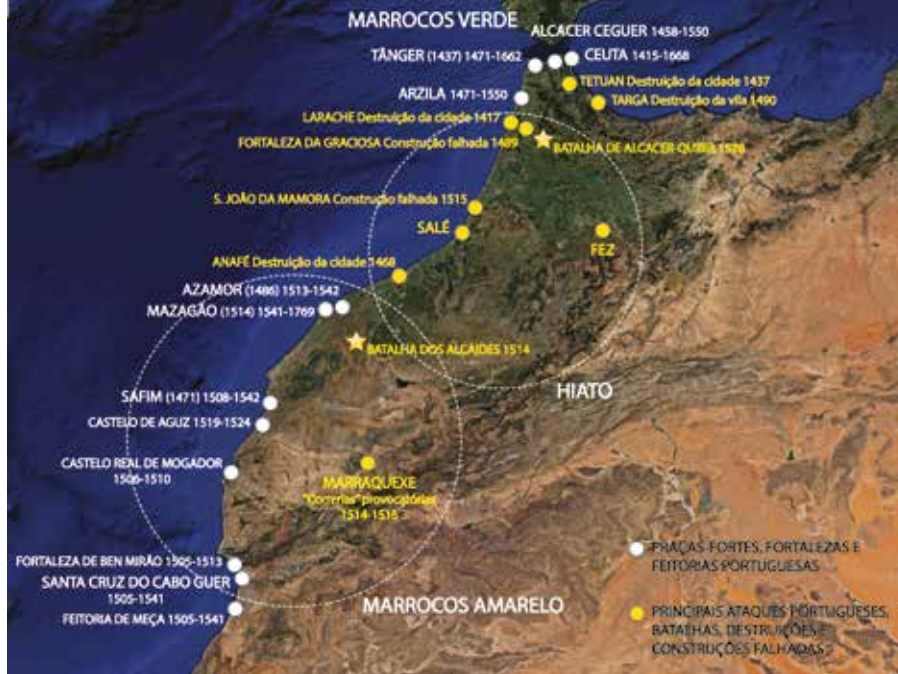 MARROCOS VERDE
ALCACER CEGUER 1458-1550
TÂNGER (1437) 1471-1662
CEUTA 1415-1668
TETUAN Destruição da cidade 1437
ARZILA 1471-1550
TARGA Destruição da vila 1490
LARACHE Destruição da cidade 1417
FORTALEZA DA GRACIOSA Construção falhada 1489
BATALHA DE ALCACER-QUIBIR
S. JOÃO DA MAMORA Construção falhada 1515
SALÉ
FEZ
ANAFÉ Destruição da cidade 1468
AZAMOR (1486) 1513-1542
MAZAGÃO (1514) 1541-1769
BATALHA DOS ALCAIDES 1514
HIATO
SAFIM (1471) 1508-1542
CASTELO DE AGUZ 1519-1524
CASTELO REAL DE MOGADOR
1506-1510
MARRAQUEXE
"Correrias" provocatórias
1514-1515
FORTALEZA DE BEN MIRÃO 1505-1513
SANTA CRUZ DO CABO GUER
1505-1541
FEITORIA DE MEÇA 1505-1541
MARROCOS AMARELO
PRAÇAS-FORTES, FORTALEZAS E
FEITORIAS PORTUGUESAS
PRINCIPAIS ATAQUES PORTUGUESES,
BATALHAS, DESTRUIÇÕES E
CONSTRUÇÕES FALHADAS